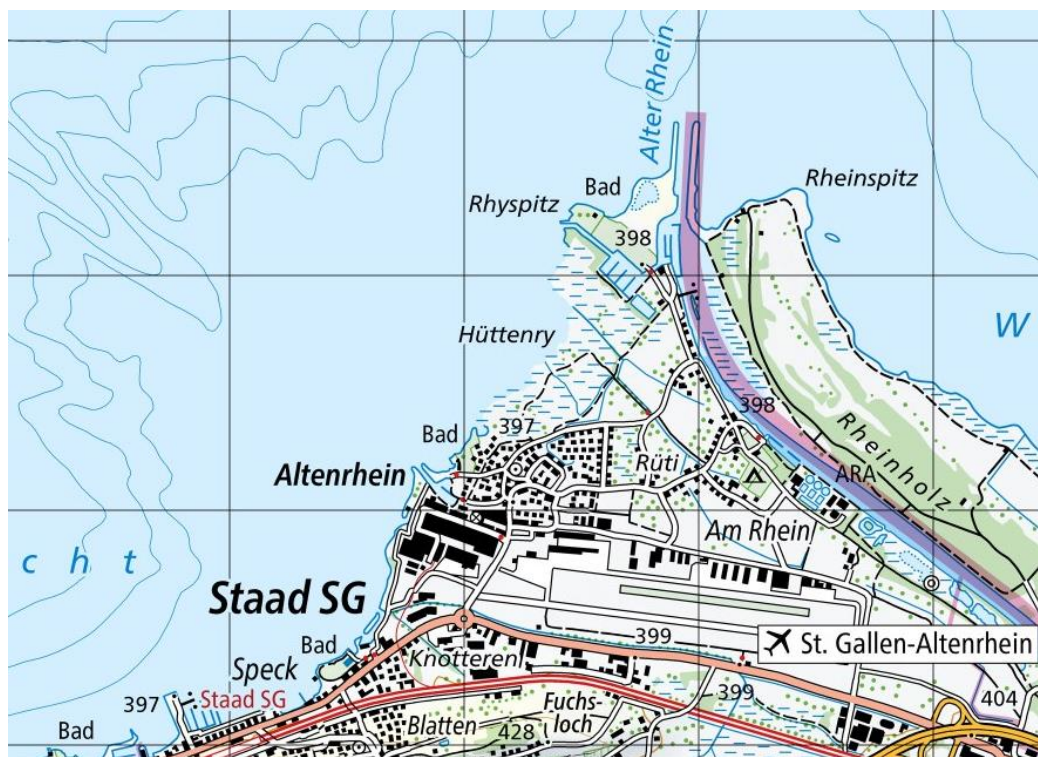 Alter Rhein
Bad
Rheinspitz
Rhyspitz
398
W
Hüttenry
398
397
Bad
Rheinholz
Altenrhein
Rüti
ARA
Am Rhein
cht
Staad SG
399
Bad
St. Gallen-Altenrhein
Speck
Knotteren
Staad SG
397
399
404
Fuchs-
loch
Blatten
428
Bad